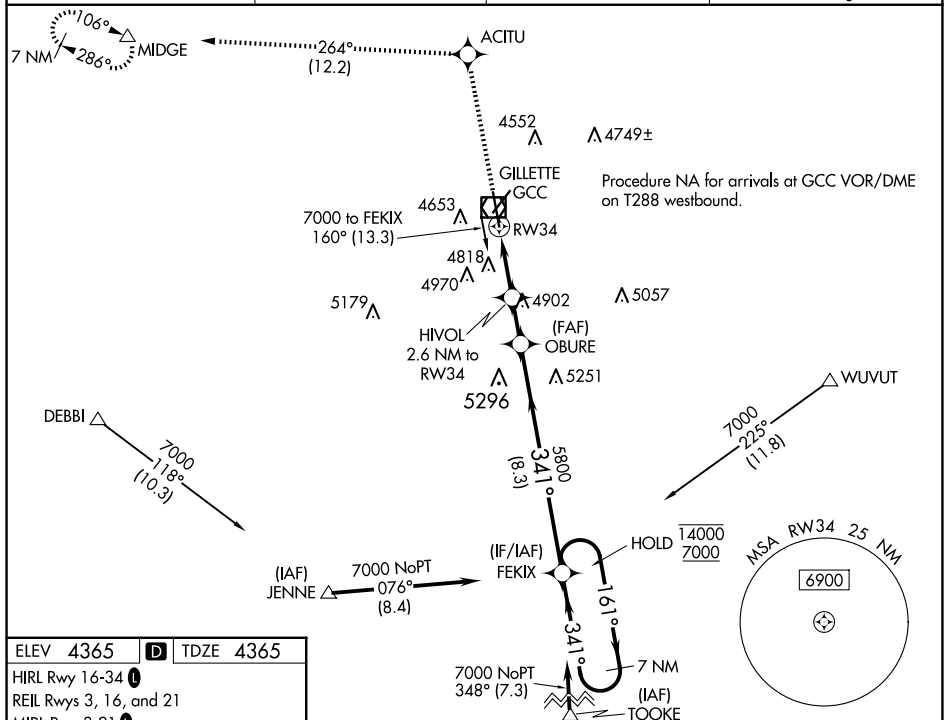 106°
MIDGE
7 NM
286°
264°
(12.2)
ACITU
4552
4749±
GILLETTE
GCC
Procedure NA for arrivals at GCC VOR/DME
on T288 westbound.
4653
7000 to FEKIX
160° (13.3)
RW34
4818
4970
5179
4902
5057
HIVOL
2.6 NM to
RW34
(FAF)
OBURE
5251
5296
WUVUT
DEBBI
7000
118°
(10.3)
7000
225°
(11.8)
5800
341°
(8.3)
HOLD
14000
7000
(IF/IAF)
FEKIX
MSA RW34 25 NM
6900
(IAF)
JENNE
7000 NoPT
076°
(8.4)
161°
341°
7 NM
7000 NoPT
348° (7.3)
(IAF)
TOOKE
ELEV 4365 D TDZE 4365
HIRL Rwy 16-34 L
REIL Rwys 3, 16, and 21